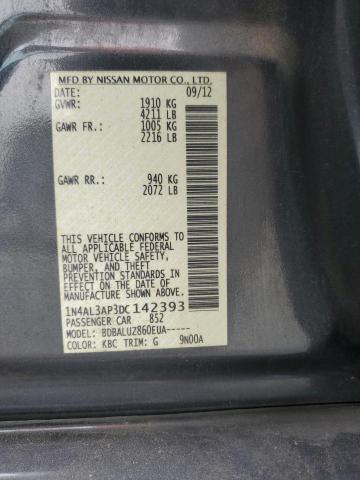 MFD BY NISSAN MOTOR CO., LTD.
DATE: 09/12
GVWR: 1910 KG
4211 LB
GAWR FR.: 1005 KG
2216 LB
GAWR RR.: 940 KG
2072 LB
THIS VEHICLE CONFORMS TO
ALL APPLICABLE FEDERAL
MOTOR VEHICLE SAFETY,
BUMPER, AND THEFT
PREVENTION STANDARDS
IN EFFECT ON THE DATE OF
MANUFACTURE SHOWN ABOVE.
1N4AL3AP3DC142393
PASSENGER CAR 852
MODEL: BDBALUZ860EUA-----
COLOR: KBC TRIM: G 9N00A